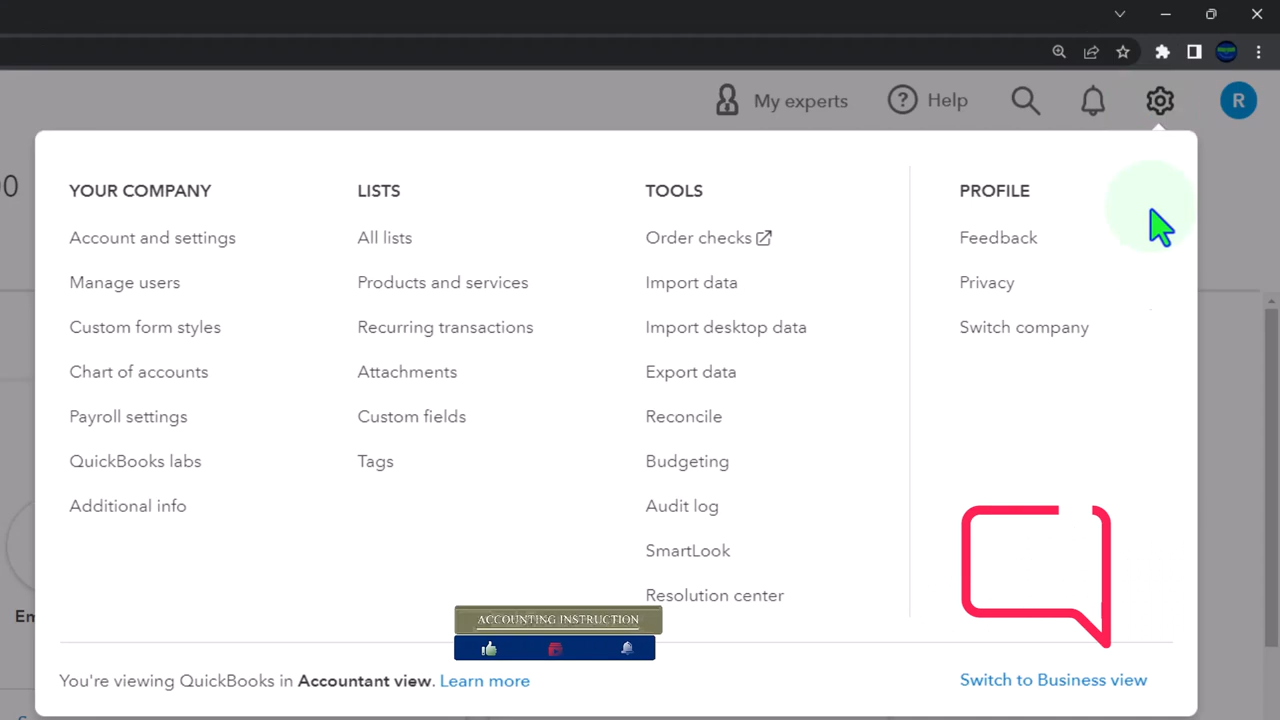 My experts
Help
R
00
YOUR COMPANY
Account and settings
Manage users
Custom form styles
Chart of accounts
Payroll settings
QuickBooks labs
Additional info
LISTS
All lists
Products and services
Recurring transactions
Attachments
Custom fields
Tags
TOOLS
Order checks
Import data
Import desktop data
Export data
Reconcile
Budgeting
Audit log
SmartLook
Resolution center
PROFILE
Feedback
Privacy
Switch company
ACCOUNTING INSTRUCTION
You're viewing QuickBooks in Accountant view. Learn more
Switch to Business view